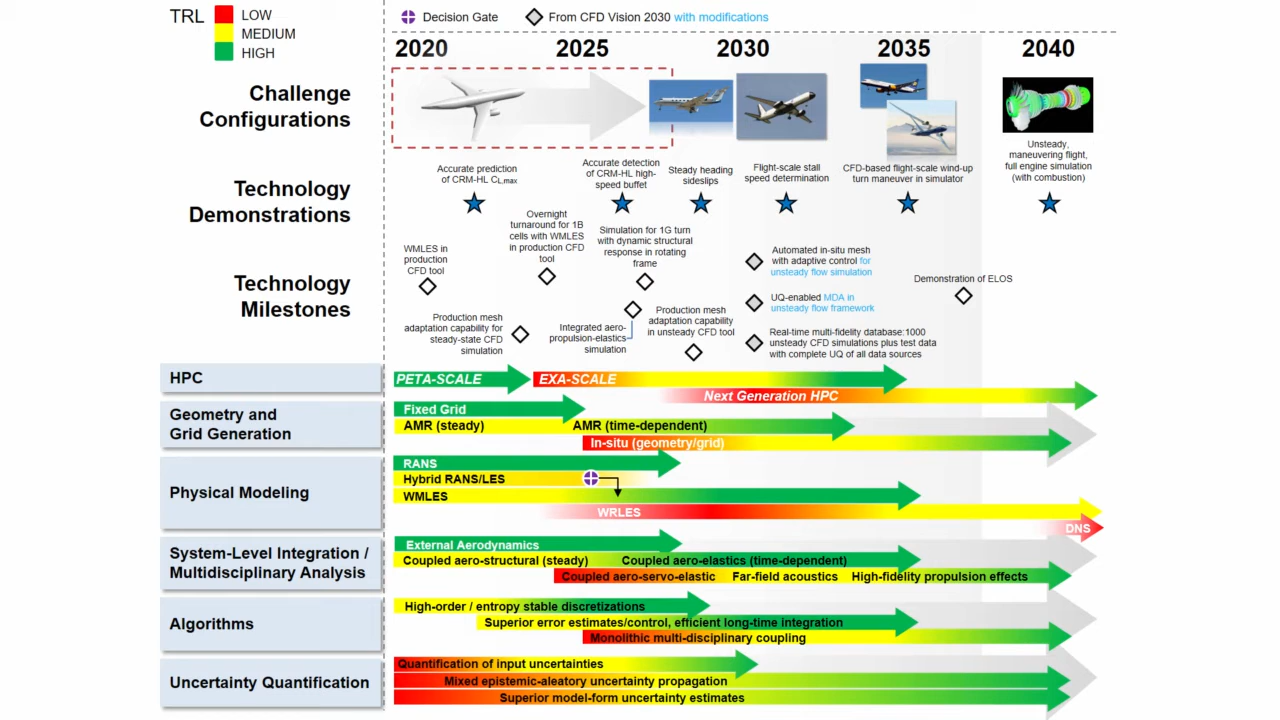 TRL
LOW
MEDIUM
HIGH
Decision Gate
From CFD Vision 2030 with modifications
2020
2025
2030
2035
2040
Challenge
Configurations
Technology
Demonstrations
Accurate prediction
of CRM-HL CL,max
Accurate detection
of CRM-HL high-
speed buffet
Steady heading
sideslips
Flight-scale stall
speed determination
CFD-based flight-scale wind-up
turn maneuver in simulator
Unsteady,
maneuvering flight,
full engine simulation
(with combustion)
Technology
Milestones
WMLES in
production
CFD tool
Overnight
turnaround for 1B
cells with WMLES
in production CFD
tool
Simulation for 1G turn
with dynamic structural
response in rotating
frame
Automated in-situ mesh
with adaptive control for
unsteady flow simulation
Demonstration of ELOS
UQ-enabled MDA in
unsteady flow framework
Production mesh
adaptation capability for
steady-state CFD
simulation
Integrated aero-
propulsion-elastics
simulation
Production mesh
adaptation capability
in unsteady CFD tool
Real-time multi-fidelity database:1000
unsteady CFD simulations plus test data
with complete UQ of all data sources
HPC
PETA-SCALE
EXA-SCALE
Next Generation HPC
Geometry and
Grid Generation
Fixed Grid
AMR (steady)
AMR (time-dependent)
In-situ (geometry/grid)
Physical Modeling
RANS
Hybrid RANS/LES
WMLES
WRLES
DNS
System-Level Integration /
Multidisciplinary Analysis
External Aerodynamics
Coupled aero-structural (steady)
Coupled aero-elastics (time-dependent)
Coupled aero-servo-elastic
Far-field acoustics
High-fidelity propulsion effects
Algorithms
High-order / entropy stable discretizations
Superior error estimates/control, efficient long-time integration
Monolithic multi-disciplinary coupling
Uncertainty Quantification
Quantification of input uncertainties
Mixed epistemic-aleatory uncertainty propagation
Superior model-form uncertainty estimates